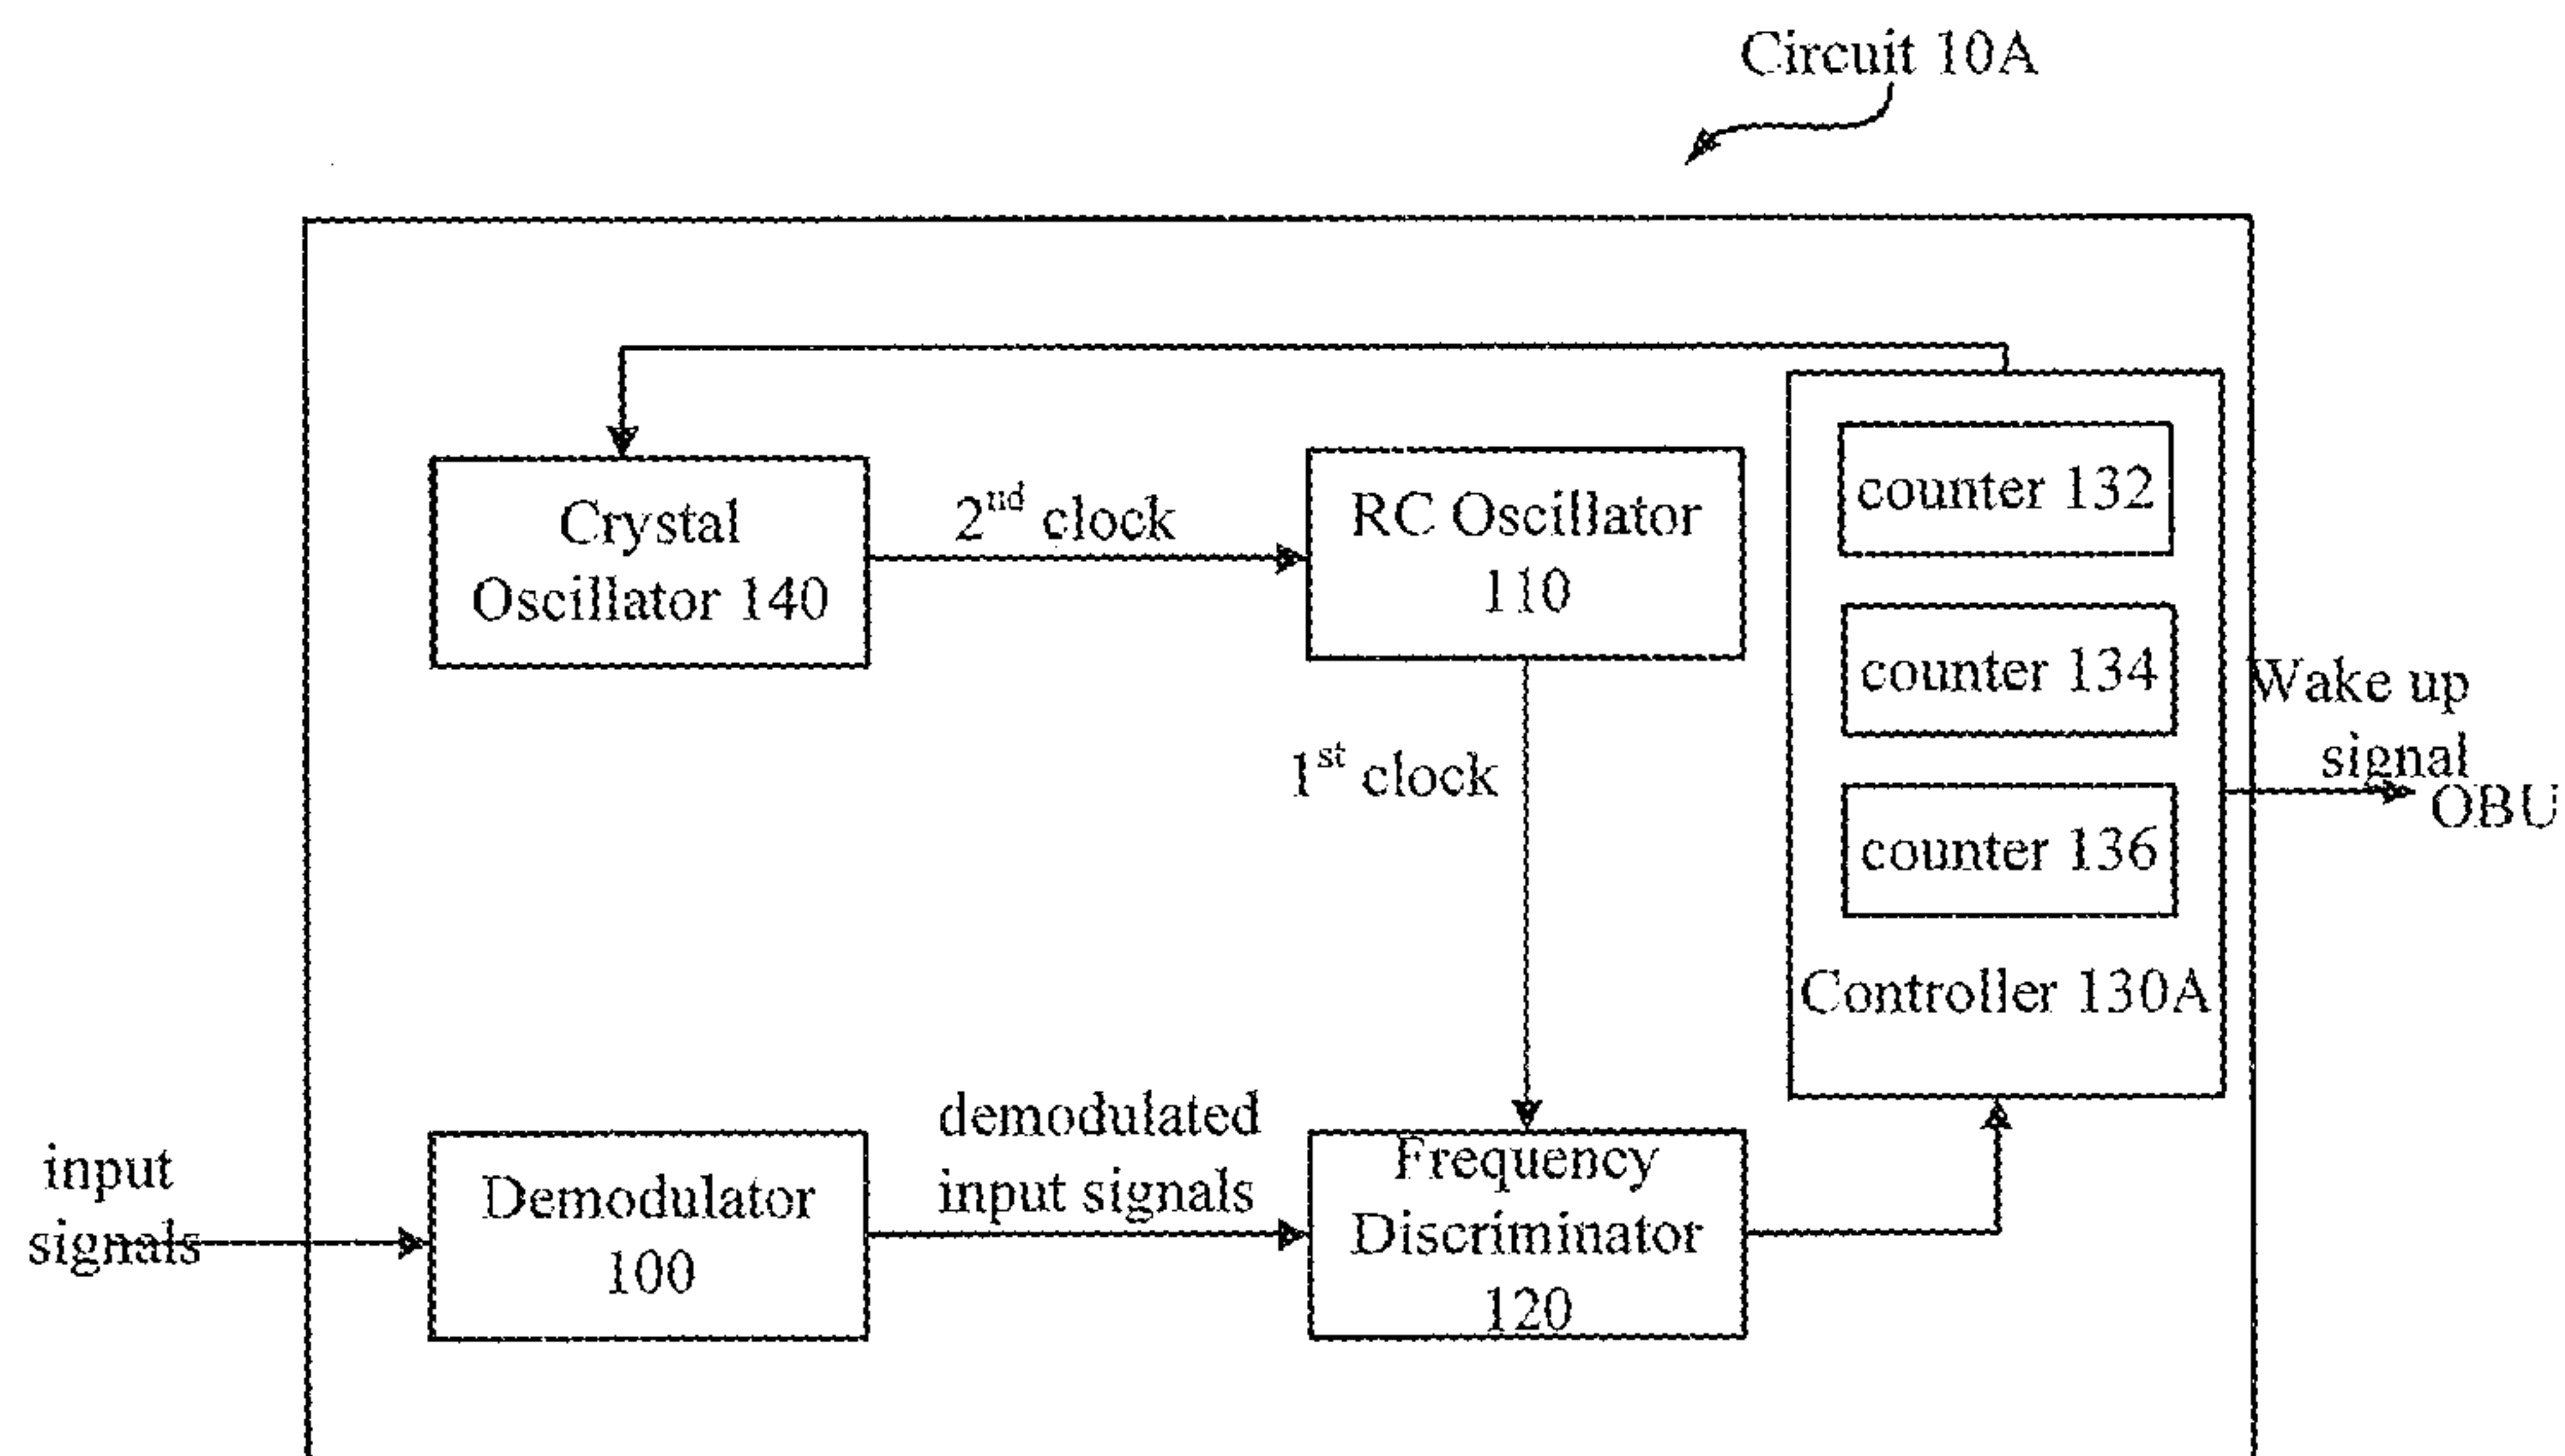 Circuit 10A
Crystal
Oscillator 140
2nd clock
RC Oscillator
110
counter 132
counter 134
counter 136
Controller 130A
Wake up
signal
OBU
1st clock
input
signals
Demodulator
100
demodulated
input signals
Frequency
Discriminator
120